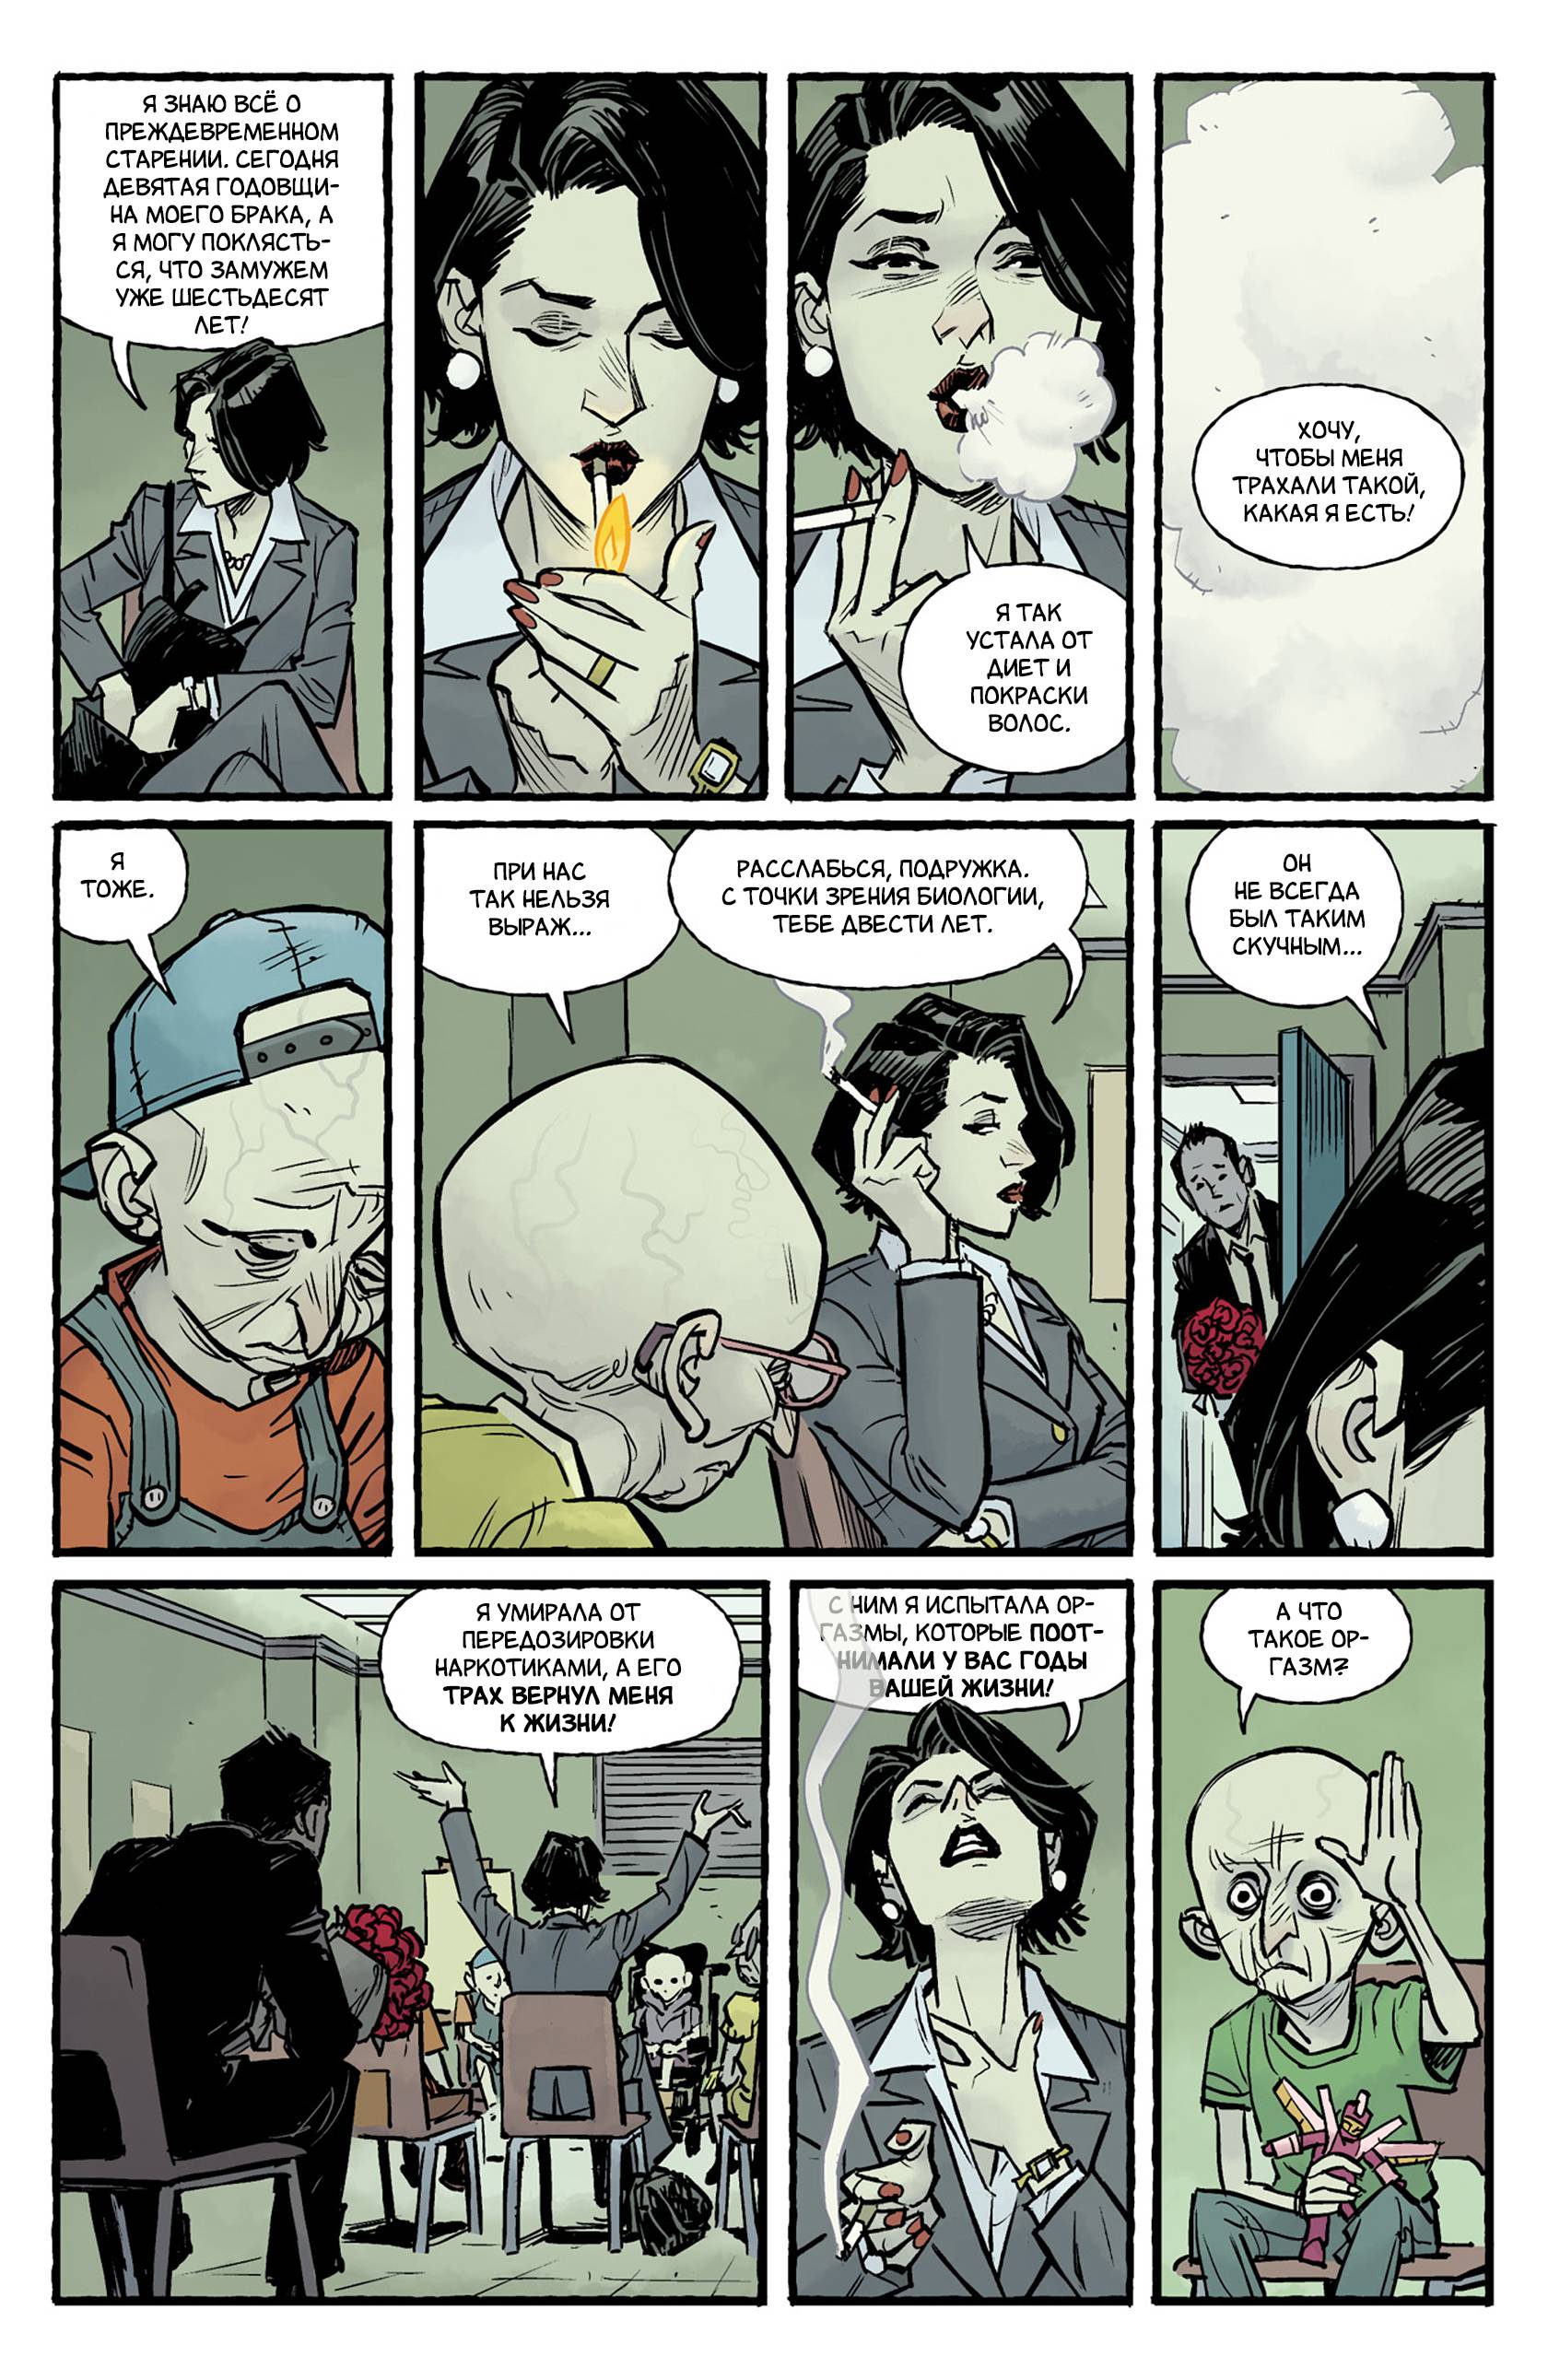 Я ЗНАЮ ВСЁ О
ПРЕЖДЕВРЕМЕННОМ
СТАРЕНИИ. СЕГОДНЯ
ДЕВЯТАЯ ГОДОВЩИ-
НА МОЕГО БРАКА, А
Я МОГУ ПОКЛЯСТЬ-
СЯ, ЧТО ЗАМУЖЕМ
УЖЕ ШЕСТЬДЕСЯТ
ЛЕТ!
Я ТАК
УСТАЛА ОТ
ДИЕТ И
ПОКРАСКИ
ВОЛОС.
ХОЧУ,
ЧТОБЫ МЕНЯ
ТРАХАЛИ ТАКОЙ,
КАКАЯ Я ЕСТЬ!
Я
ТОЖЕ.
ПРИ НАС
ТАК НЕЛЬЗЯ
ВЫРАЖ...
РАССЛАБЬСЯ, ПОДРУЖКА.
С ТОЧКИ ЗРЕНИЯ БИОЛОГИИ,
ТЕБЕ ДВЕСТИ ЛЕТ.
ОН
НЕ ВСЕГДА
БЫЛ ТАКИМ
СКУЧНЫМ...
Я УМИРАЛА ОТ
ПЕРЕДОЗИРОВКИ
НАРКОТИКАМИ, А ЕГО
ТРАХ ВЕРНУЛ МЕНЯ
К ЖИЗНИ!
С НИМ Я ИСПЫТАЛА ОР-
ГАЗМЫ, КОТОРЫЕ ПООТ-
НИМАЛИ У ВАС ГОДЫ
ВАШЕЙ ЖИЗНИ!
А ЧТО
ТАКОЕ ОР-
ГАЗМ?